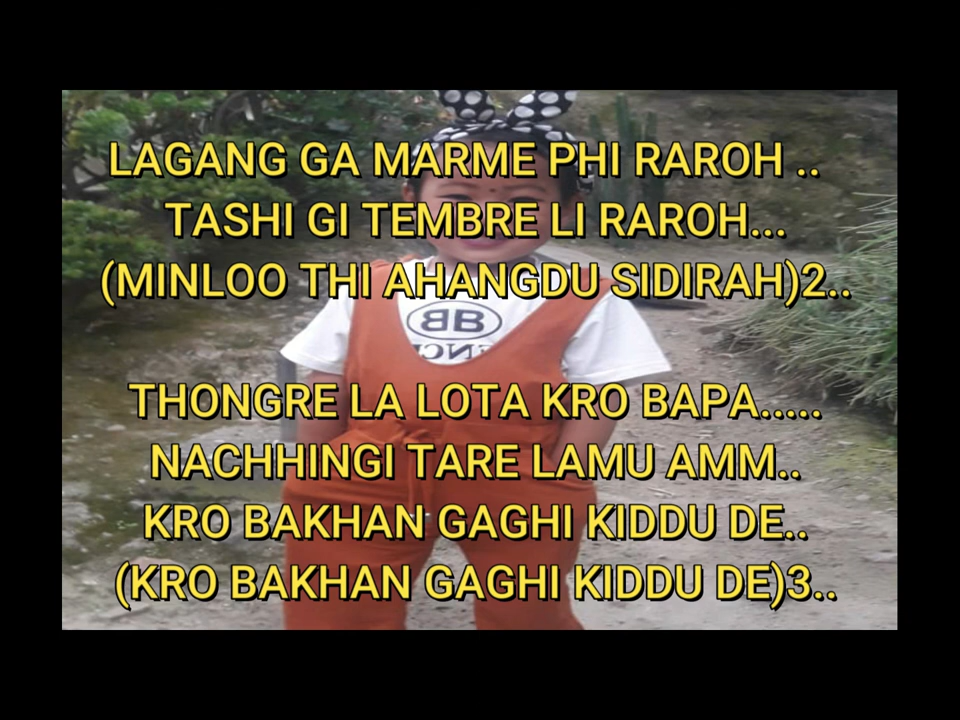 LAGANG GA MARME PHI RAROH ..
TASHI GI TEMBRE LI RAROH...
(MINLOO THI AHANGDU SIDIRAH)2..
BB
THONGRE LA LOTA KRO BAPA.....
NACHHINGI TARE LAMU AMM..
KRO BAKHAN GAGHI KIDDU DE..
(KRO BAKHAN GAGHI KIDDU DE)3..